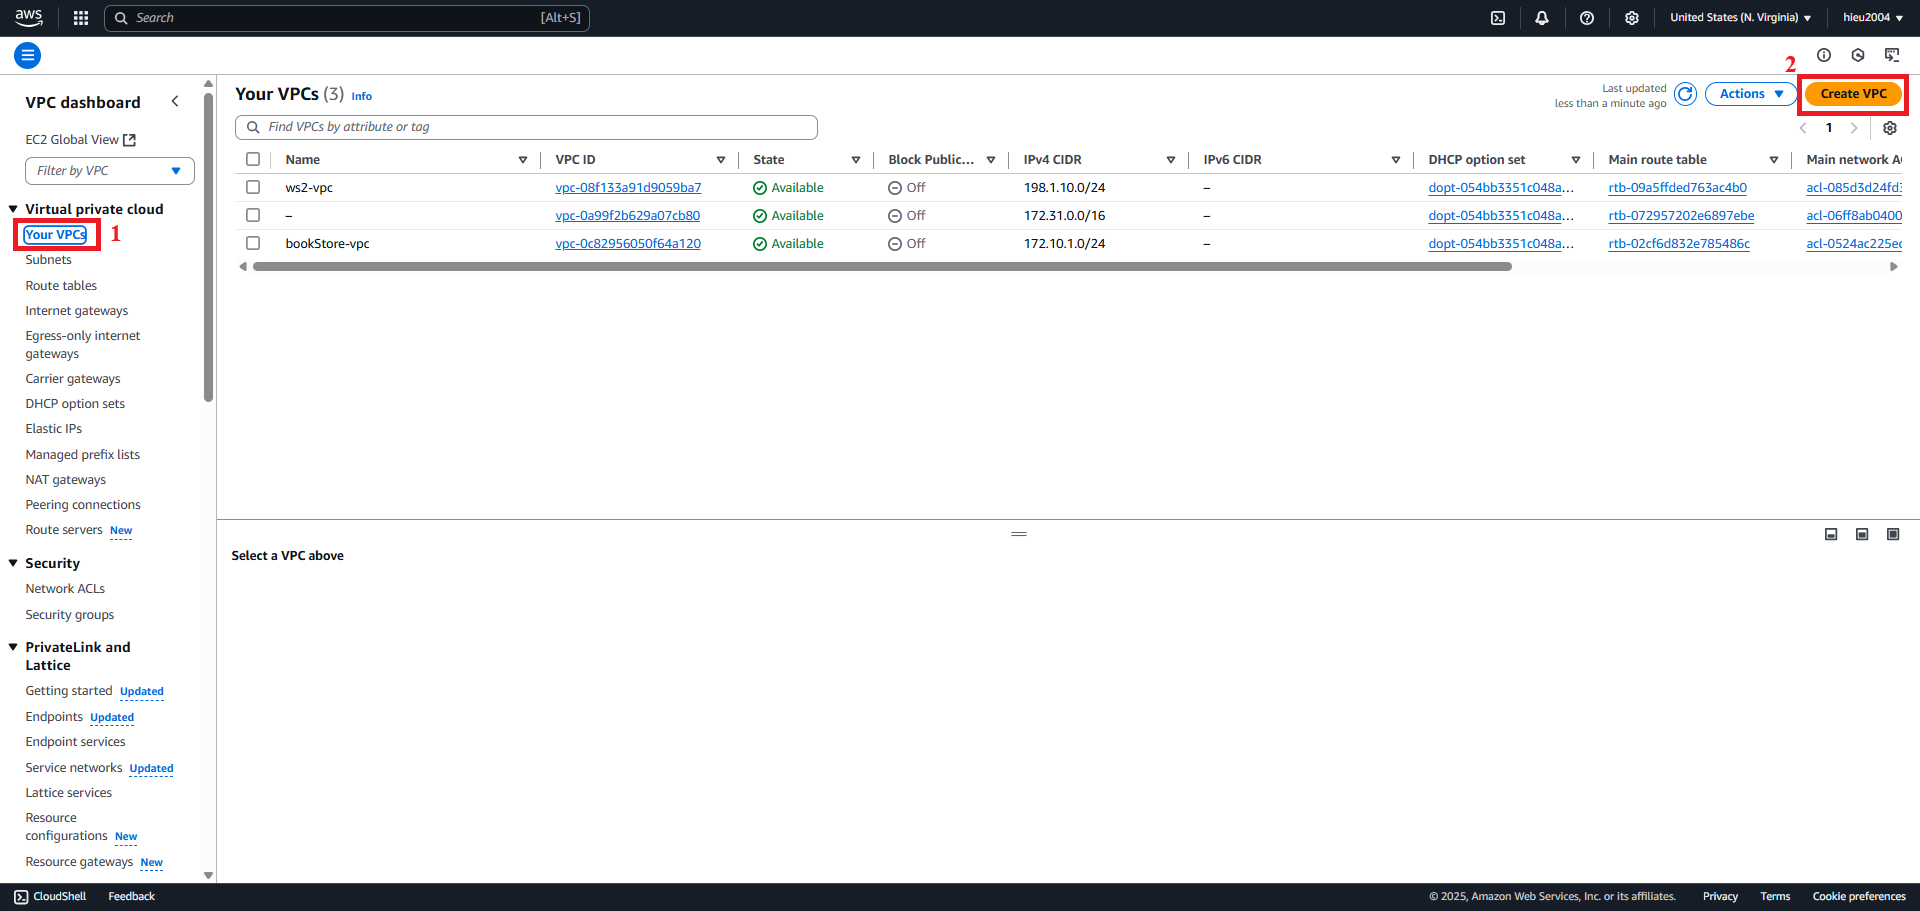 aws
Search [Alt+S]
United States (N. Virginia)
hieu2004
VPC dashboard
EC2 Global View
Filter by VPC
Virtual private cloud
Your VPCs
1
Subnets
Route tables
Internet gateways
Egress-only internet
gateways
Carrier gateways
DHCP option sets
Elastic IPs
Managed prefix lists
NAT gateways
Peering connections
Route servers New
Security
Network ACLs
Security groups
PrivateLink and
Lattice
Getting started Updated
Endpoints Updated
Endpoint services
Service networks Updated
Lattice services
Resource
configurations New
Resource gateways New
Your VPCs (3) Info
Last updated
less than a minute ago
Actions
2
Create VPC
Find VPCs by attribute or tag
1
Name VPC ID State Block Public... IPv4 CIDR IPv6 CIDR DHCP option set Main route table Main network A
ws2-vpc vpc-08f133a91d9059ba7 Available Off 198.1.10.0/24 – dopt-054bb3351c048a... rtb-09a5ffded763ac4b0 acl-085d3d24fd3
– vpc-0a99f2b629a07cb80 Available Off 172.31.0.0/16 – dopt-054bb3351c048a... rtb-072957202e6897ebe acl-06ff8ab0400
bookStore-vpc vpc-0c82956050f64a120 Available Off 172.10.1.0/24 – dopt-054bb3351c048a... rtb-02cf6d832e785486c acl-0524ac225ec
Select a VPC above
CloudShell Feedback
© 2025, Amazon Web Services, Inc. or its affiliates. Privacy Terms Cookie preferences